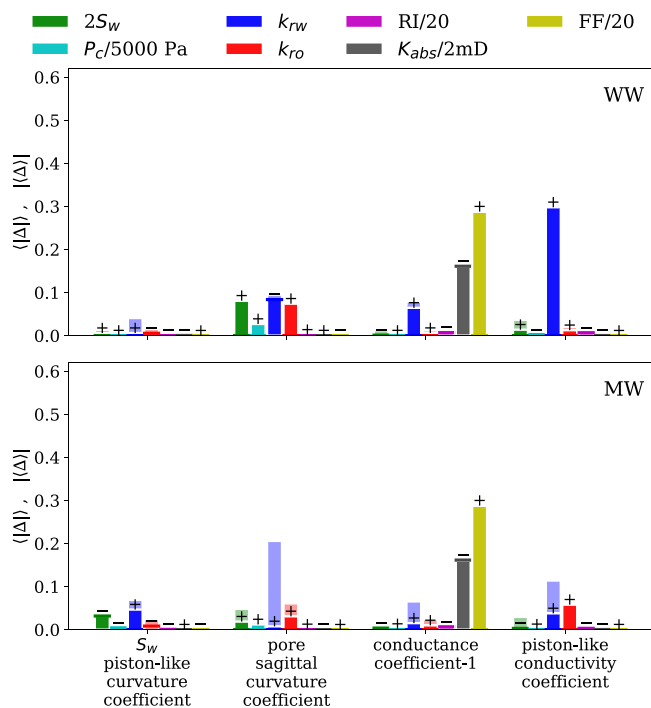 2S_w k_rw RI/20 FF/20
P_c/5000 Pa k_ro K_abs/2mD
0.6
WW
0.5
0.4
⟨|Δ|⟩ , |⟨Δ⟩|
0.3
0.2
0.1
0.0
0.6
MW
0.5
0.4
⟨|Δ|⟩ , |⟨Δ⟩|
0.3
0.2
0.1
0.0
S_w pore conductance piston-like
piston-like sagittal coefficient-1 conductivity
curvature curvature coefficient
coefficient coefficient